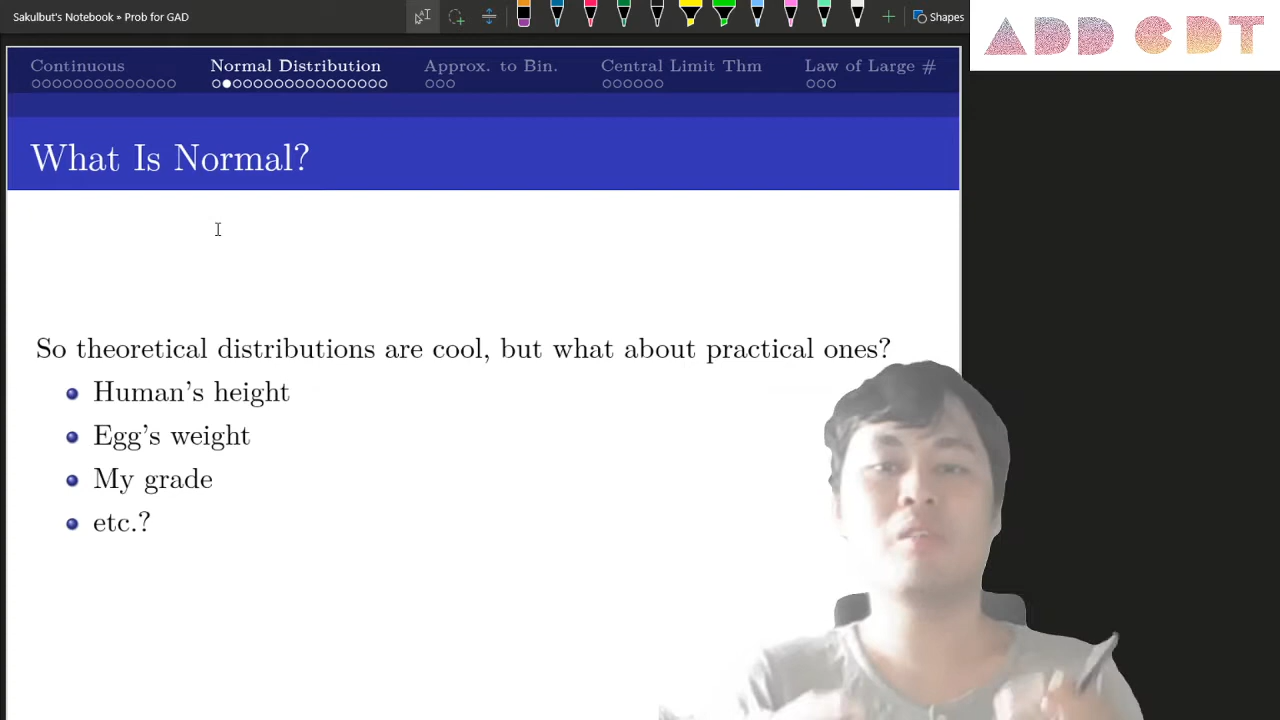 Sakulbut's Notebook » Prob for GAD
Shapes
ADD CDT
Continuous
Normal Distribution
Approx. to Bin.
Central Limit Thm
Law of Large #
What Is Normal?
So theoretical distributions are cool, but what about practical ones?
Human's height
Egg's weight
My grade
etc.?